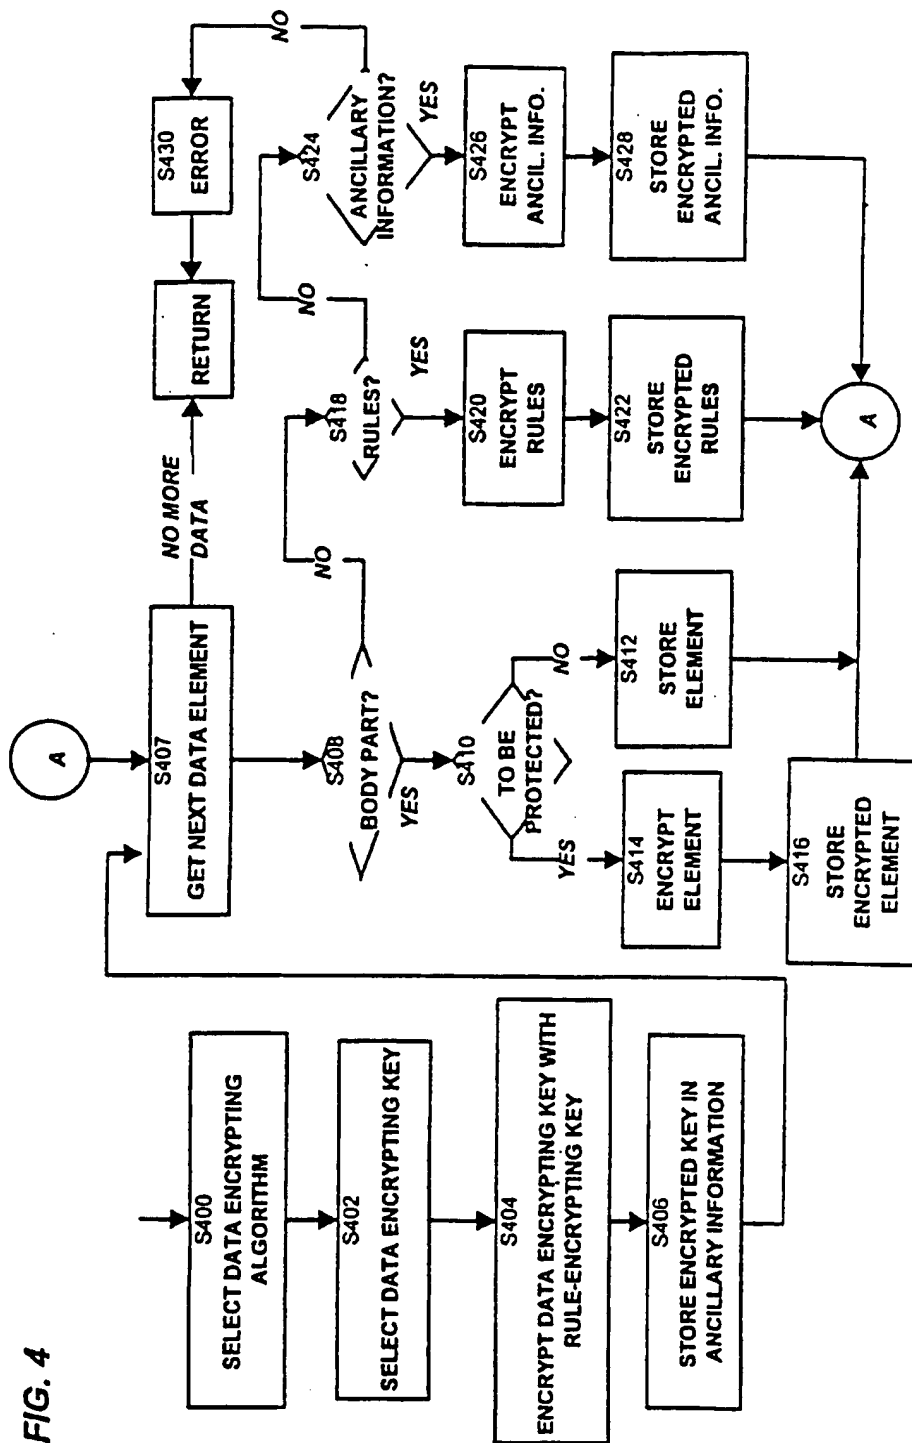 FIG. 4
S400
SELECT DATA ENCRYPTING
ALGORITHM
S402
SELECT DATA ENCRYPTING KEY
S404
ENCRYPT DATA ENCRYPTING KEY WITH
RULE-ENCRYPTING KEY
S406
STORE ENCRYPTED KEY IN
ANCILLARY INFORMATION
A
S407
GET NEXT DATA ELEMENT
NO MORE
DATA
RETURN
S430
ERROR
S408
BODY PART?
YES
NO
S410
TO BE
PROTECTED?
YES
NO
S414
ENCRYPT
ELEMENT
S416
STORE
ENCRYPTED
ELEMENT
S412
STORE
ELEMENT
S418
RULES?
YES
NO
S420
ENCRYPT
RULES
S422
STORE
ENCRYPTED
RULES
S424
ANCILLARY
INFORMATION?
YES
NO
S426
ENCRYPT
ANCIL. INFO.
S428
STORE
ENCRYPTED
ANCIL. INFO.
A